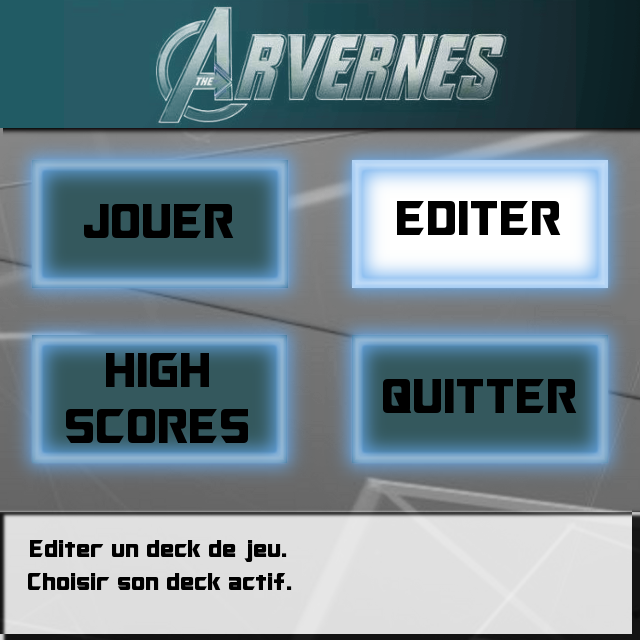 THE ARVERNES
JOUER
EDITER
HIGH
SCORES
QUITTER
Editer un deck de jeu.
Choisir son deck actif.